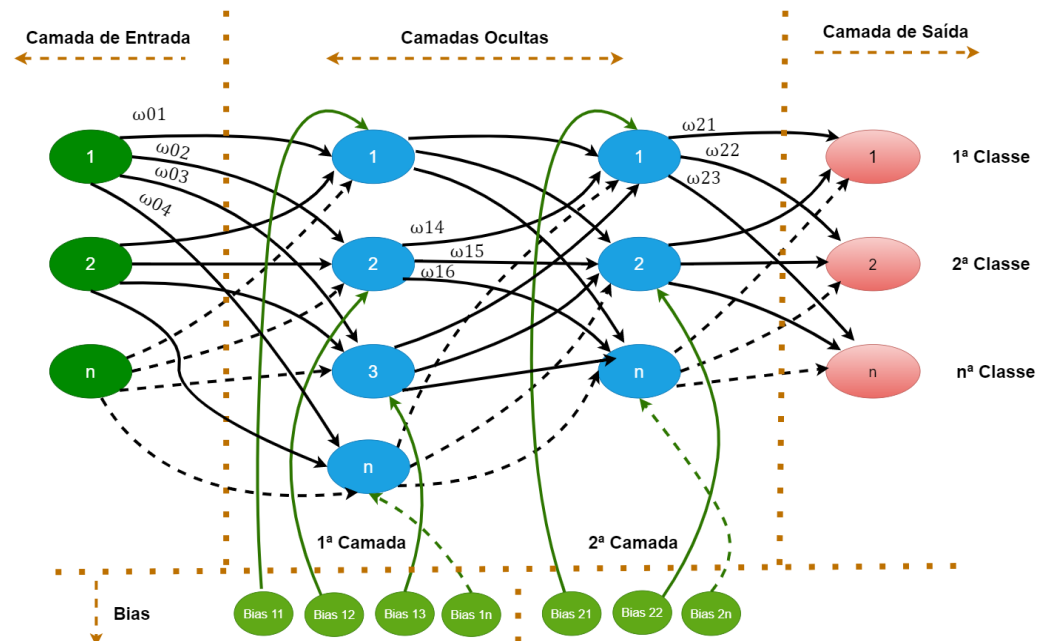 Camada de Entrada
Camadas Ocultas
Camada de Saída
ω01
ω02
ω03
ω04
1
2
n
1
2
3
n
ω14
ω15
ω16
1
2
n
ω21
ω22
ω23
1
2
n
1ª Classe
2ª Classe
nª Classe
1ª Camada
2ª Camada
Bias
Bias 11
Bias 12
Bias 13
Bias 1n
Bias 21
Bias 22
Bias 2n